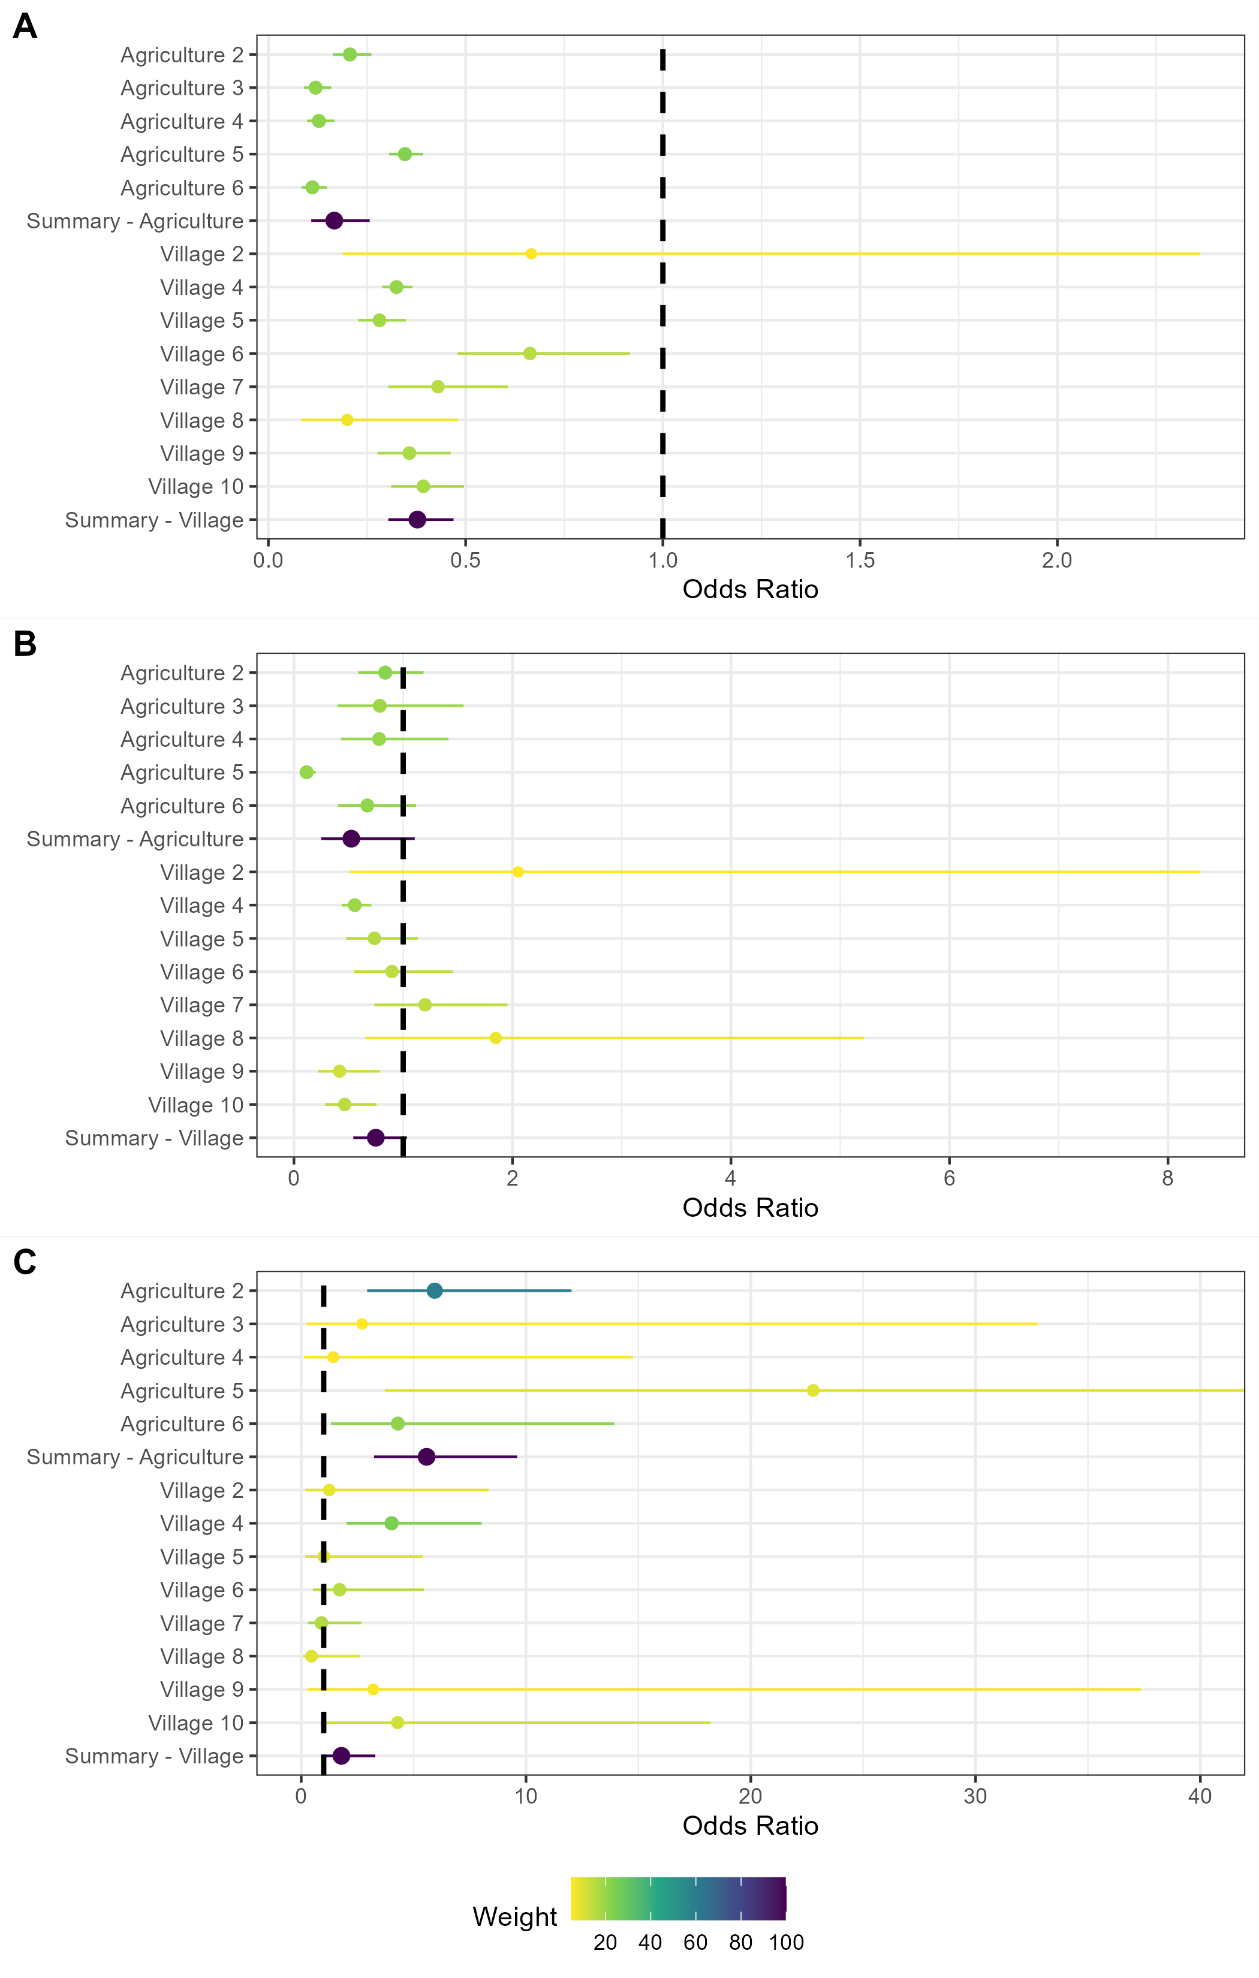 A
Agriculture 2
Agriculture 3
Agriculture 4
Agriculture 5
Agriculture 6
Summary - Agriculture
Village 2
Village 4
Village 5
Village 6
Village 7
Village 8
Village 9
Village 10
Summary - Village
0.0 0.5 1.0 1.5 2.0
Odds Ratio
B
Agriculture 2
Agriculture 3
Agriculture 4
Agriculture 5
Agriculture 6
Summary - Agriculture
Village 2
Village 4
Village 5
Village 6
Village 7
Village 8
Village 9
Village 10
Summary - Village
0 2 4 6 8
Odds Ratio
C
Agriculture 2
Agriculture 3
Agriculture 4
Agriculture 5
Agriculture 6
Summary - Agriculture
Village 2
Village 4
Village 5
Village 6
Village 7
Village 8
Village 9
Village 10
Summary - Village
0 10 20 30 40
Odds Ratio
Weight
20 40 60 80 100